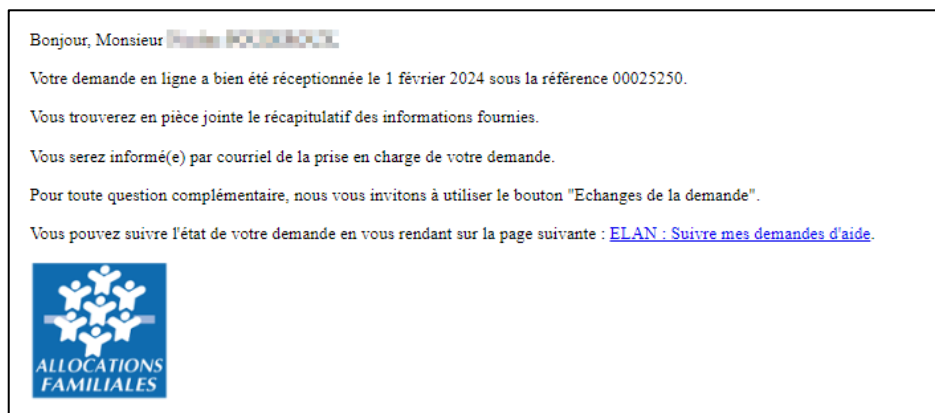 Bonjour, Monsieur
Votre demande en ligne a bien été réceptionnée le 1 février 2024 sous la référence 00025250.
Vous trouverez en pièce jointe le récapitulatif des informations fournies.
Vous serez informé(e) par courriel de la prise en charge de votre demande.
Pour toute question complémentaire, nous vous invitons à utiliser le bouton "Echanges de la demande".
Vous pouvez suivre l'état de votre demande en vous rendant sur la page suivante : ELAN : Suivre mes demandes d'aide.
ALLOCATIONS
FAMILIALES